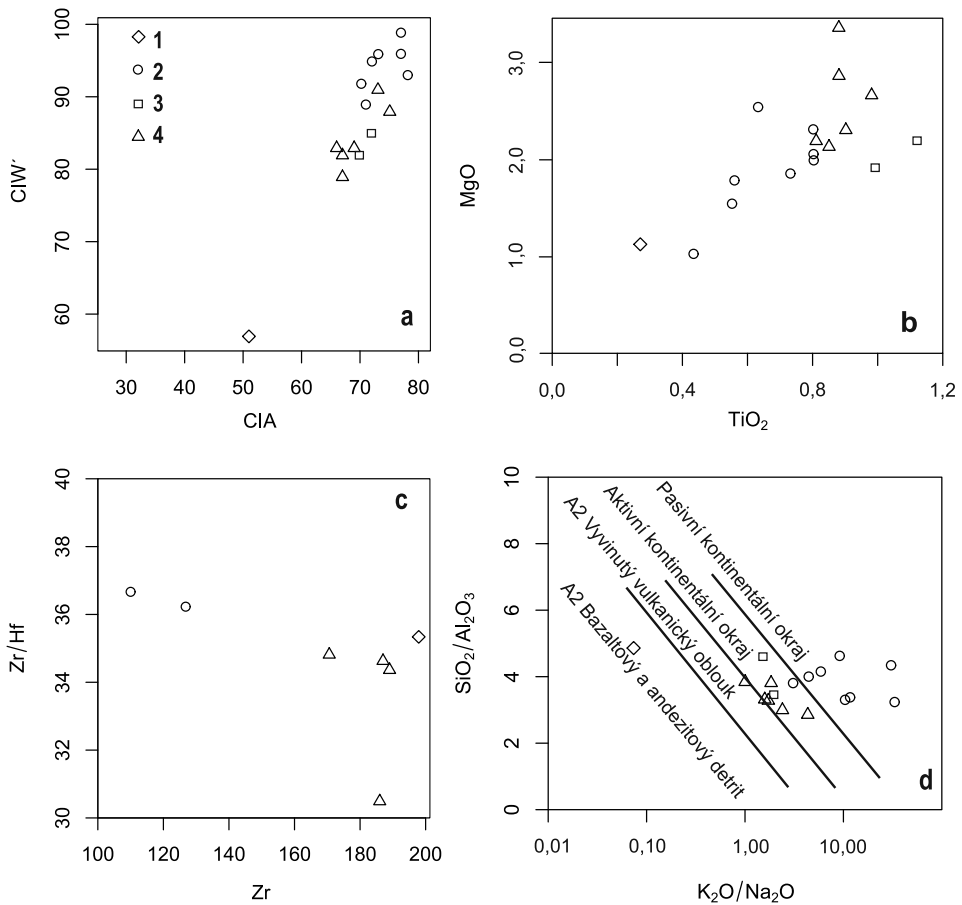 100
90
80
70
60
CIW´
1
2
3
4
a
30 40 50 60 70 80
CIA
3,0
2,0
1,0
0,0
MgO
b
0,0 0,4 0,8 1,2
TiO₂
40
38
36
34
32
30
Zr/Hf
c
100 120 140 160 180 200
Zr
10
8
6
4
2
0
SiO₂/Al₂O₃
Pasivní kontinentální okraj
Aktivní kontinentální okraj
A2 Vyvinutý vulkanický oblouk
A2 Bazaltový a andezitový detrit
d
0,01 0,10 1,00 10,00
K₂O/Na₂O